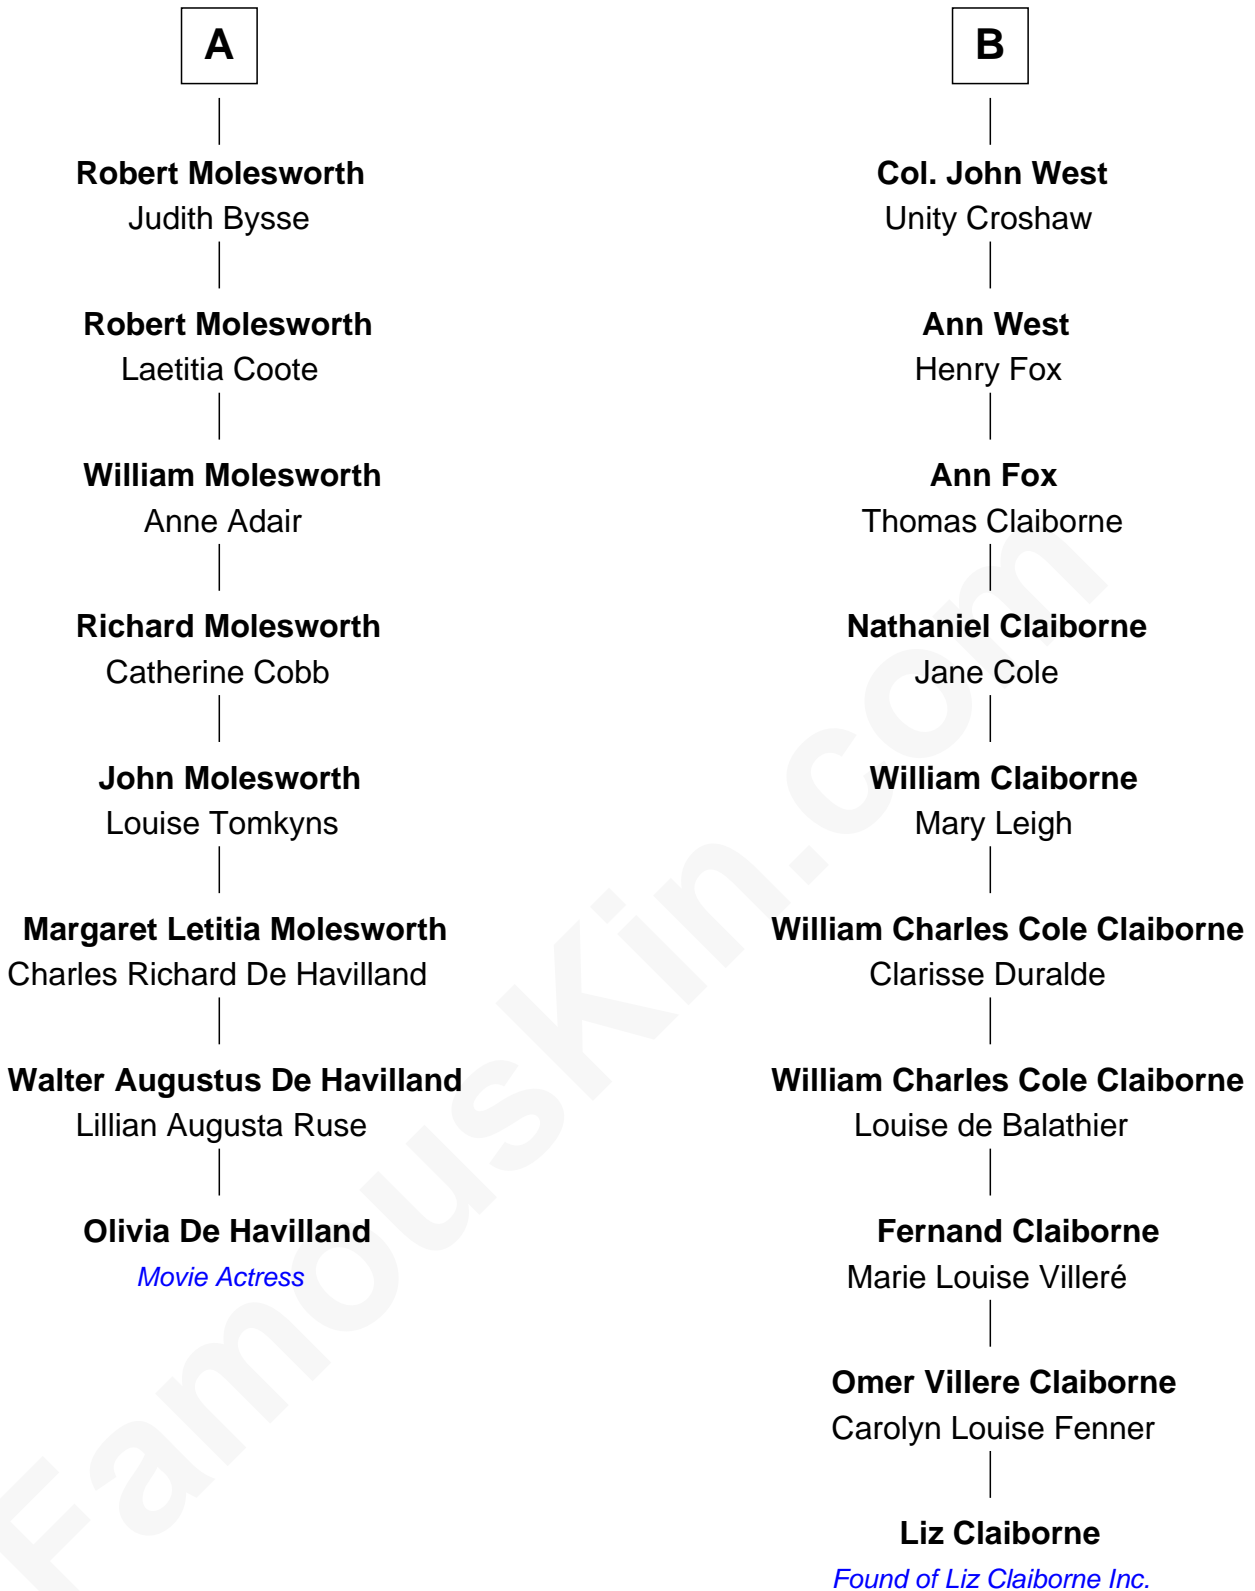 A
Robert Molesworth
Judith Bysse
Robert Molesworth
Laetitia Coote
William Molesworth
Anne Adair
Richard Molesworth
Catherine Cobb
John Molesworth
Louise Tomkyns
Margaret Letitia Molesworth
Charles Richard De Havilland
Walter Augustus De Havilland
Lillian Augusta Ruse
Olivia De Havilland
Movie Actress
B
Col. John West
Unity Croshaw
Ann West
Henry Fox
Ann Fox
Thomas Claiborne
Nathaniel Claiborne
Jane Cole
William Claiborne
Mary Leigh
William Charles Cole Claiborne
Clarisse Duralde
William Charles Cole Claiborne
Louise de Balathier
Fernand Claiborne
Marie Louise Villeré
Omer Villere Claiborne
Carolyn Louise Fenner
Liz Claiborne
Found of Liz Claiborne Inc.
FamousKin.com